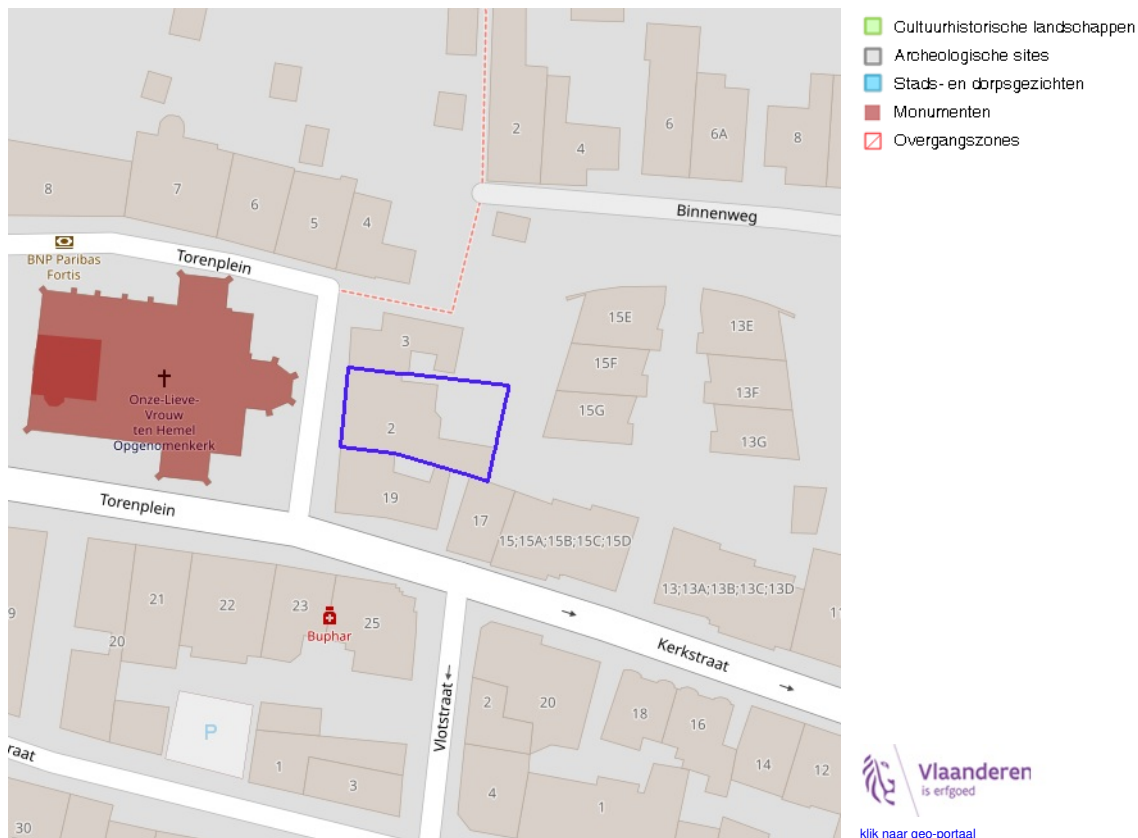 Cultuurhistorische landschappen
Archeologische sites
Stads- en dorpsgezichten
Monumenten
Overgangszones
2
4
6
6A
8
Binnenweg
8
7
6
5
4
BNP Paribas
Fortis
Torenplein
3
15E
13E
15F
13F
15G
13G
Onze-Lieve-
Vrouw
ten Hemel
Opgenomenkerk
2
19
17
15;15A;15B;15C;15D
Torenplein
13;13A;13B;13C;13D
11
9
21
22
23
25
20
Buphar
Kerkstraat
Vlotstraat
2
20
18
16
14
12
P
raat
1
3
4
1
30
Vlaanderen
is erfgoed
klik naar geo-portaal